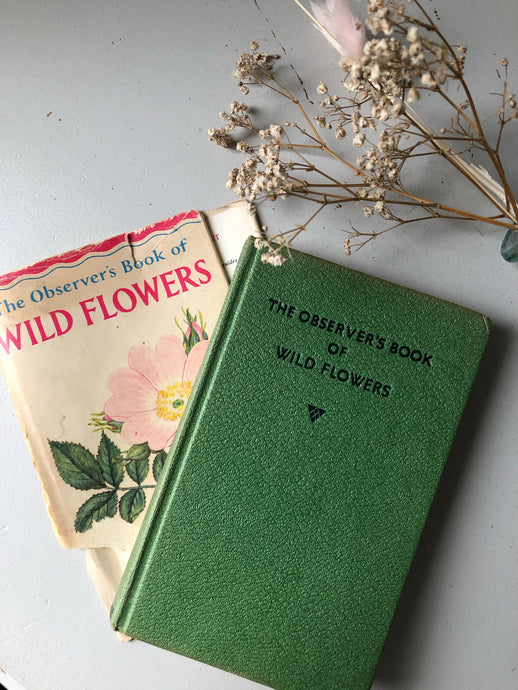 The Observer's Book of
WILD FLOWERS
THE OBSERVER'S BOOK
OF
WILD FLOWERS